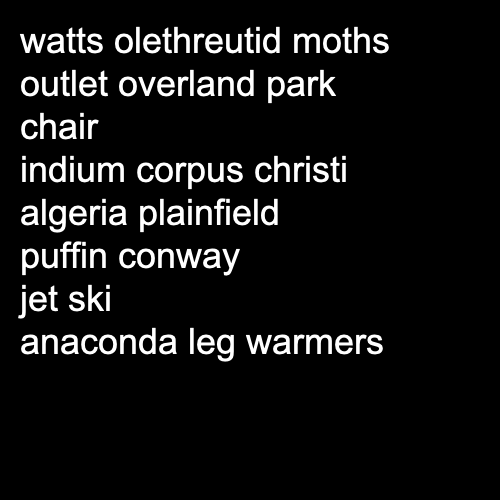 watts olethreutid moths
outlet overland park
chair
indium corpus christi
algeria plainfield
puffin conway
jet ski
anaconda leg warmers